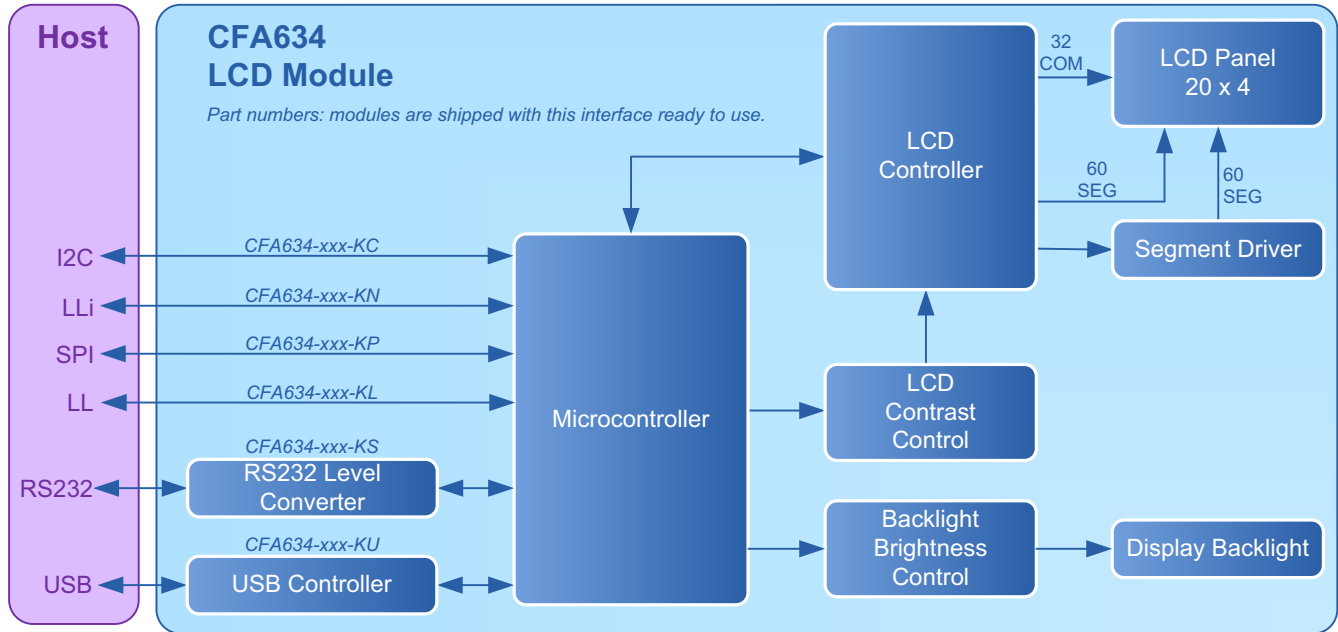 Host
CFA634
LCD Module
Part numbers: modules are shipped with this interface ready to use.
I2C
CFA634-xxx-KC
LLi
CFA634-xxx-KN
SPI
CFA634-xxx-KP
LL
CFA634-xxx-KL
RS232
CFA634-xxx-KS
RS232 Level
Converter
USB
CFA634-xxx-KU
USB Controller
Microcontroller
LCD
Controller
32
COM
LCD Panel
20 x 4
60
SEG
60
SEG
Segment Driver
LCD
Contrast
Control
Backlight
Brightness
Control
Display Backlight